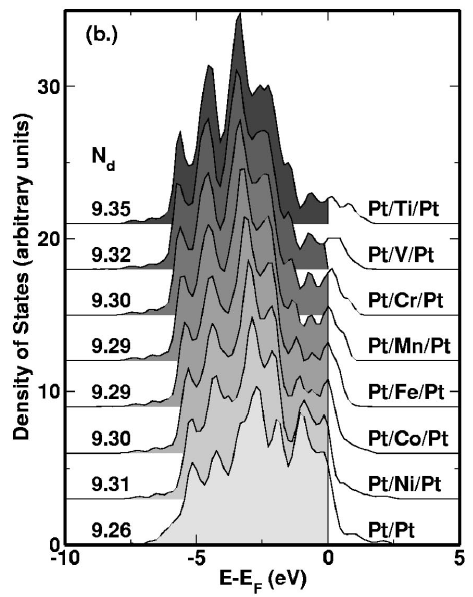 (b.)
30
N_d
9.35 Pt/Ti/Pt
20
9.32 Pt/V/Pt
9.30 Pt/Cr/Pt
9.29 Pt/Mn/Pt
10
9.29 Pt/Fe/Pt
9.30 Pt/Co/Pt
9.31 Pt/Ni/Pt
9.26 Pt/Pt
0
-10 -5 0 5
E-E_F (eV)
Density of States (arbitrary units)